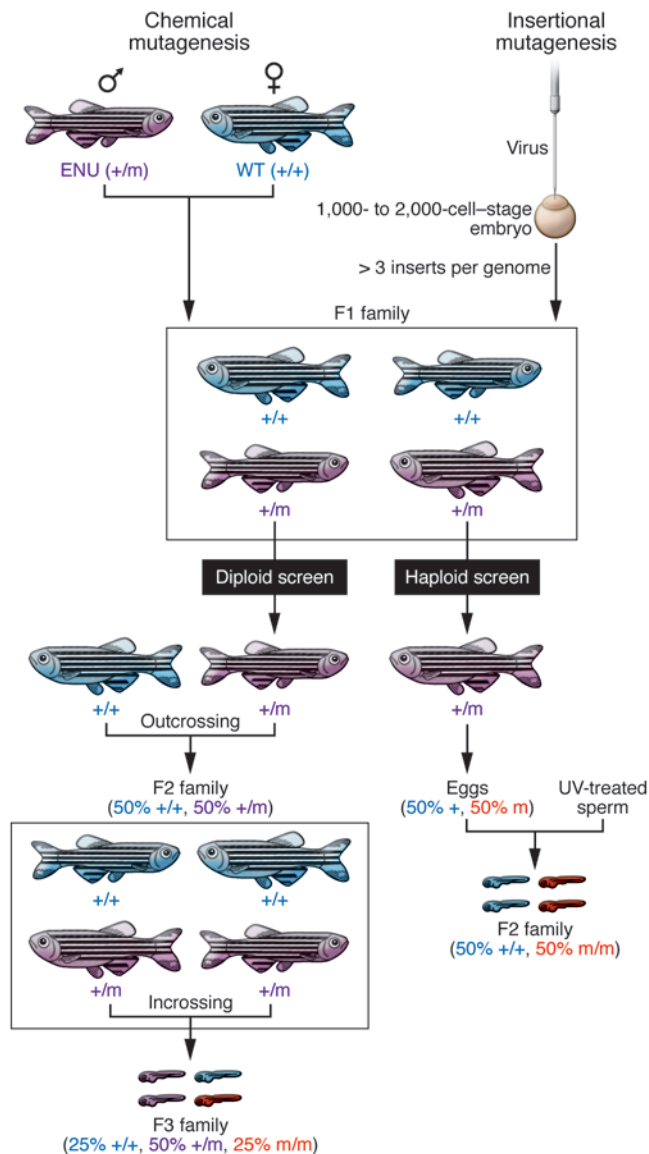 Chemical
mutagenesis
Insertional
mutagenesis
♂
♀
ENU (+/m)
WT (+/+)
Virus
1,000- to 2,000-cell–stage
embryo
> 3 inserts per genome
F1 family
+/+
+/+
+/m
+/m
Diploid screen
Haploid screen
+/+
+/m
+/m
Outcrossing
F2 family
(50% +/+, 50% +/m)
Eggs
(50% +, 50% m)
UV-treated
sperm
+/+
+/+
F2 family
(50% +/+, 50% m/m)
+/m
+/m
Incrossing
F3 family
(25% +/+, 50% +/m, 25% m/m)